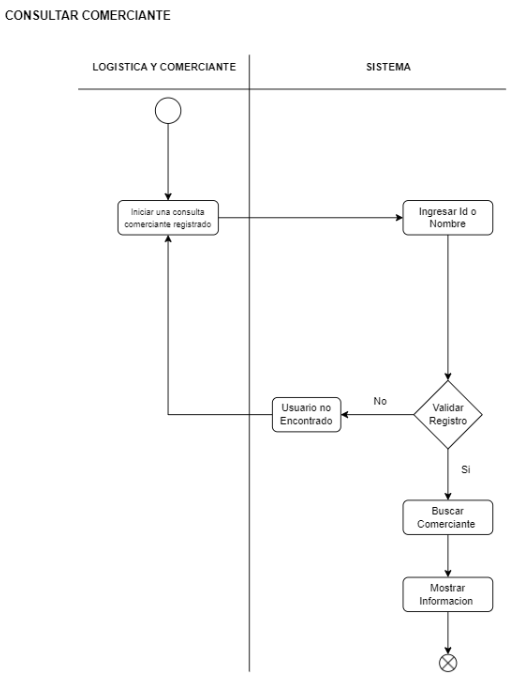 CONSULTAR COMERCIANTE
LOGISTICA Y COMERCIANTE
SISTEMA
Iniciar una consulta
comerciante registrado
Ingresar Id o
Nombre
Validar
Registro
No
Usuario no
Encontrado
Si
Buscar
Comerciante
Mostrar
Informacion